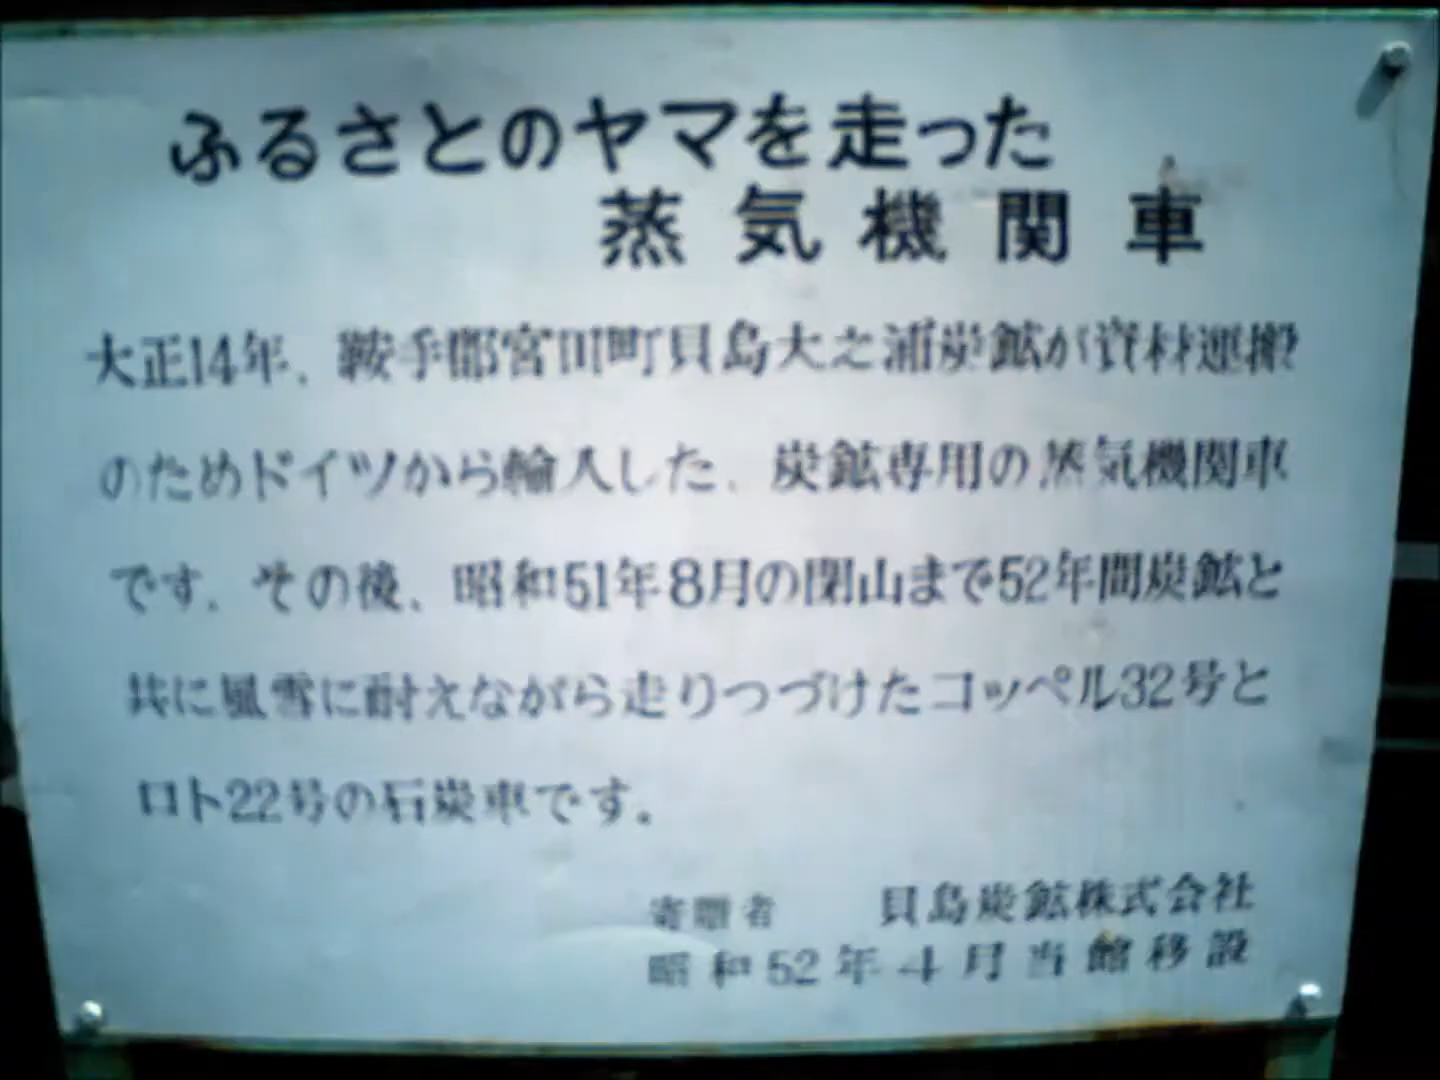 ふるさとのヤマを走った
蒸気機関車
大正14年、鞍手郡宮田町貝島大之浦炭鉱が資材運搬
のためドイツから輸入した、炭鉱専用の蒸気機関車
です。その後、昭和51年8月の閉山まで52年間炭鉱と
共に風雪に耐えながら走りつづけたコッペル32号と
ロト22号の石炭車です。
寄贈者 貝島炭鉱株式会社
昭和52年4月当館移設